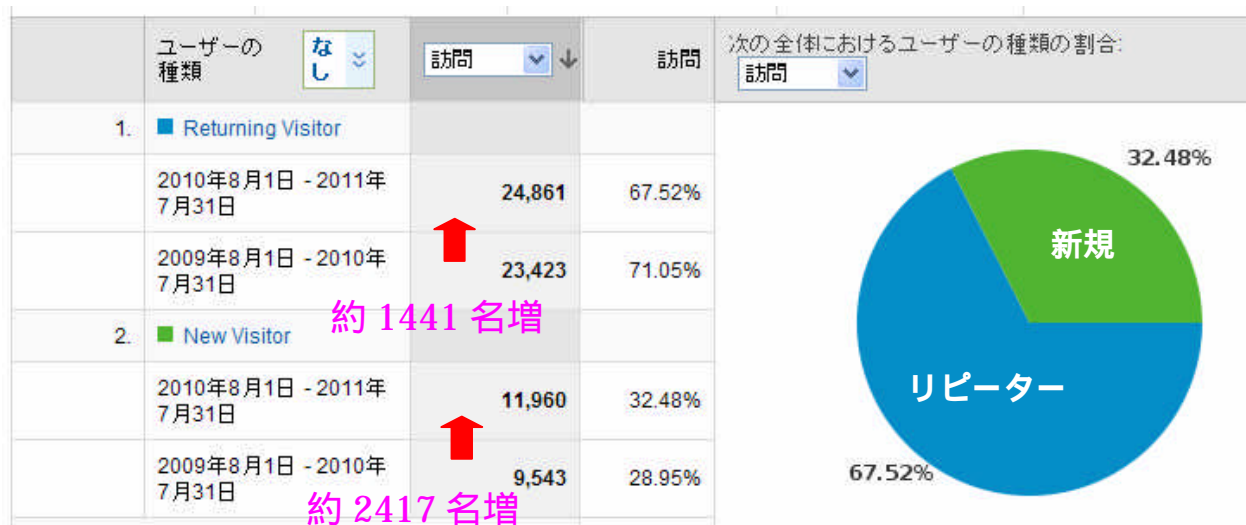 ユーザーの種類 なし 訪問 訪問 次の全体におけるユーザーの種類の割合:
訪問
1. Returning Visitor
2010年8月1日 - 2011年
7月31日 24,861 67.52%
2009年8月1日 - 2010年
7月31日 23,423 71.05%
約 1441 名増
2. New Visitor
2010年8月1日 - 2011年
7月31日 11,960 32.48%
2009年8月1日 - 2010年
7月31日 9,543 28.95%
約 2417 名増
32.48%
新規
リピーター
67.52%